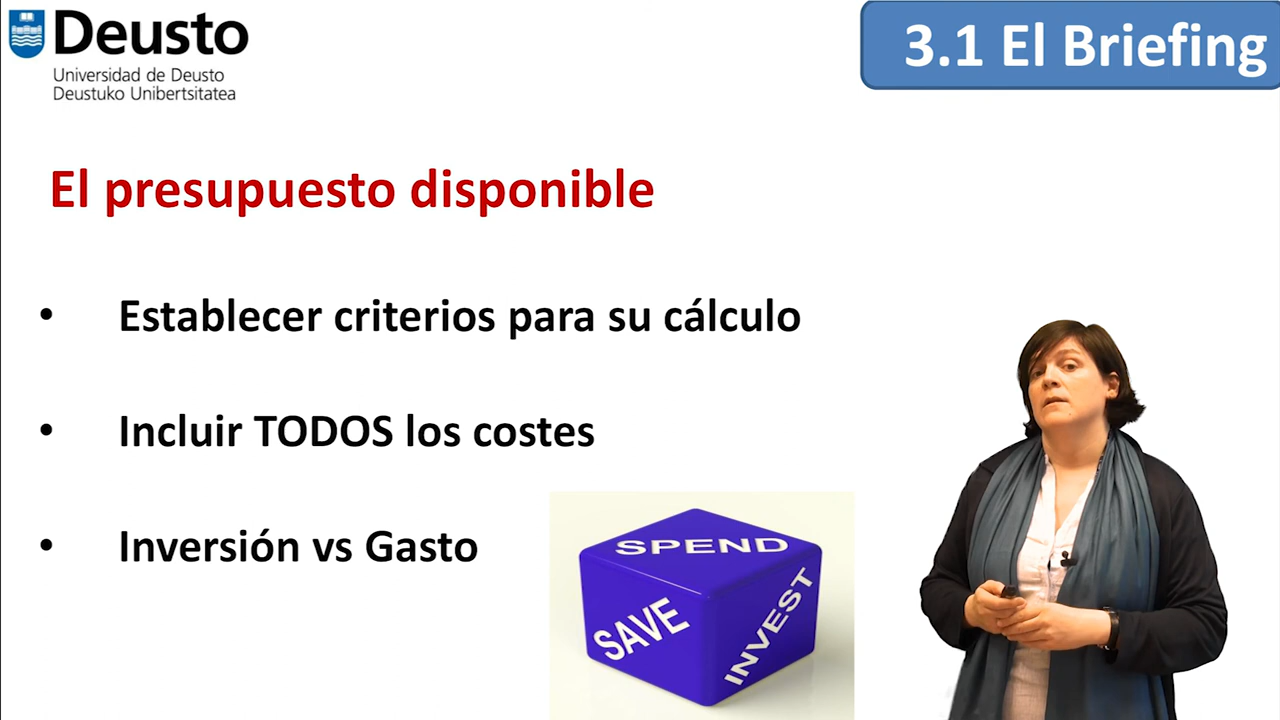 Deusto
Universidad de Deusto
Deustuko Unibertsitatea
3.1 El Briefing
El presupuesto disponible
• Establecer criterios para su cálculo
• Incluir TODOS los costes
• Inversión vs Gasto
SPEND
SAVE
INVEST